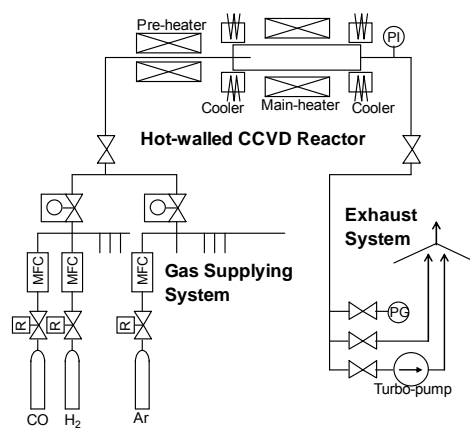 Pre-heater
PI
Cooler
Main-heater
Cooler
Hot-walled CCVD Reactor
Exhaust
System
MFC
MFC
MFC
Gas Supplying
System
R
R
R
PG
Turbo-pump
CO
H2
Ar